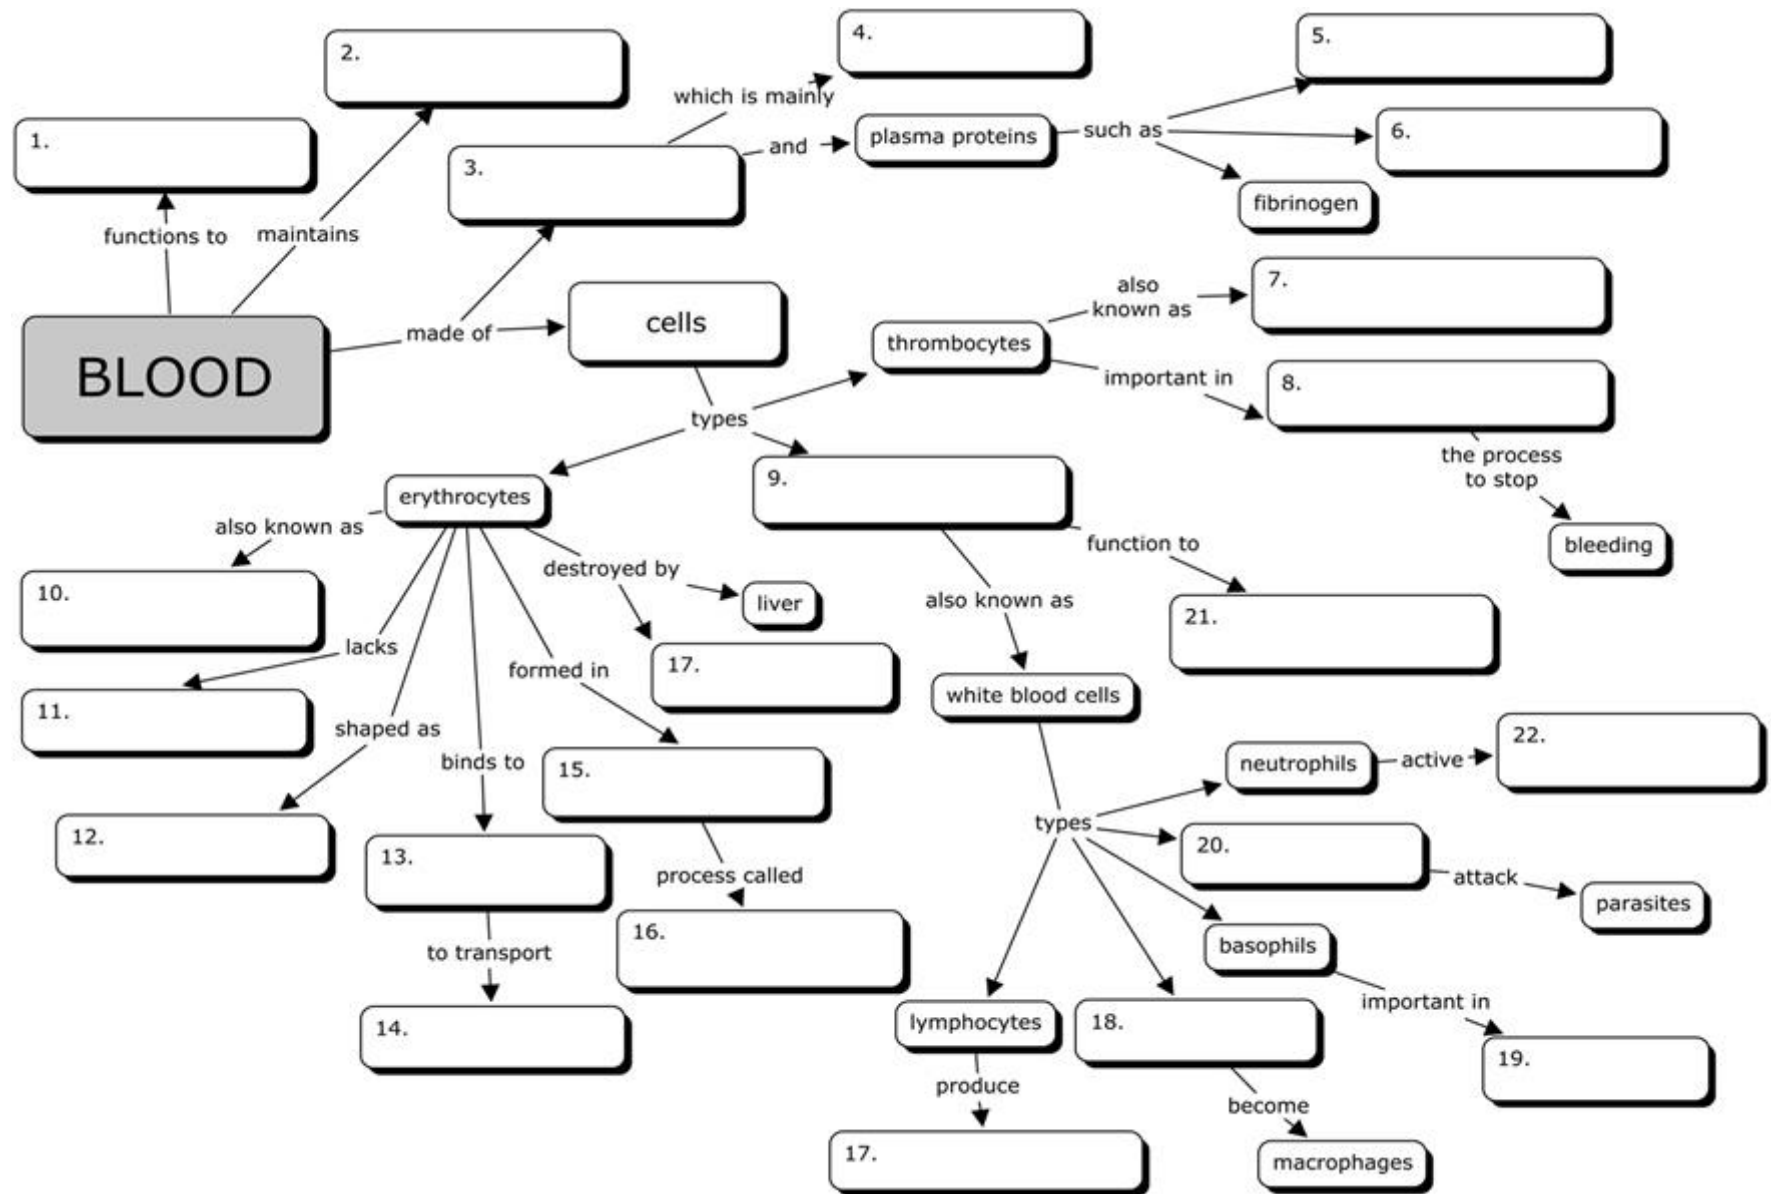 4.
5.
2.
which is mainly
1.
3.
and
plasma proteins
such as
6.
fibrinogen
functions to
maintains
also
known as
7.
BLOOD
made of
cells
thrombocytes
important in
8.
types
the process
to stop
bleeding
erythrocytes
9.
also known as
function to
destroyed by
liver
10.
also known as
21.
lacks
formed in
17.
white blood cells
11.
shaped as
binds to
15.
neutrophils
active
22.
12.
types
20.
13.
process called
attack
parasites
16.
basophils
to transport
important in
14.
lymphocytes
18.
19.
produce
become
17.
macrophages